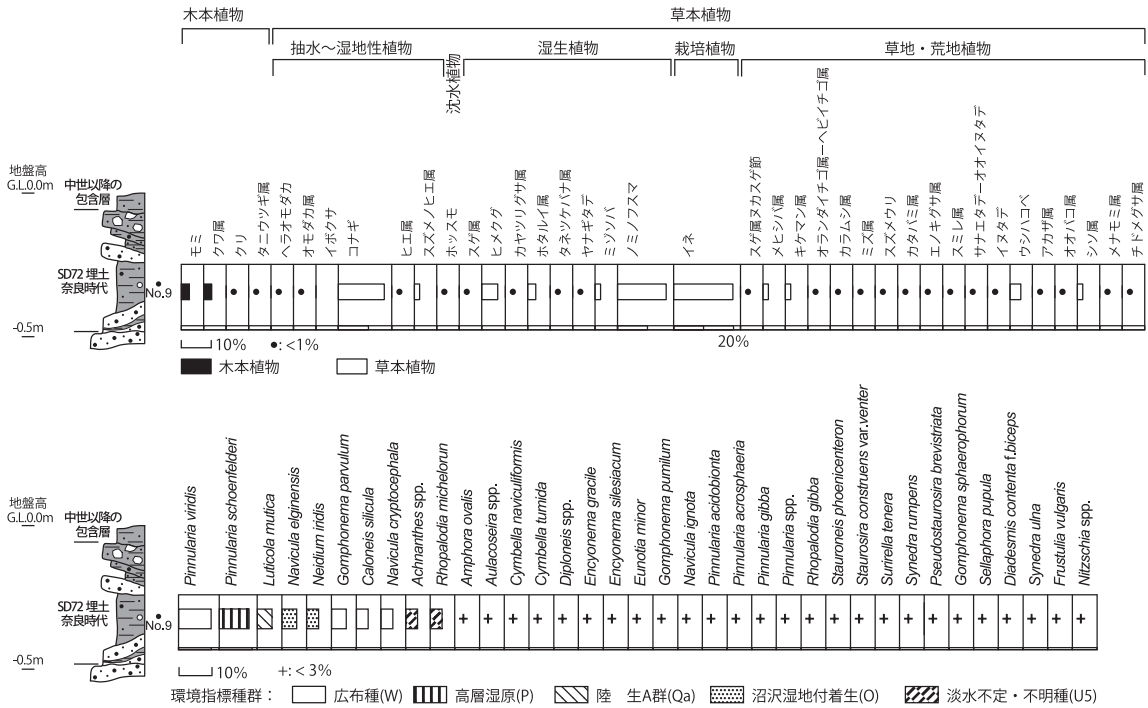 木本植物
草本植物
抽水～湿地性植物
沈水植物
湿生植物
栽培植物
草地・荒地植物
地盤高
G.L.0.0m
中世以降の
包含層
SD72 埋土
奈良時代
No.9
-0.5m
モミ
クワ属
クリ
タニウツギ属
ヘラオモダカ
オモダカ属
イボクサ
コナギ
ヒエ属
スズメノヒエ属
ホッスモ
スゲ属
ヒメクグ
カヤツリグサ属
ホタルイ属
タネツケバナ属
ヤナギタデ
ミゾソバ
ノミノフスマ
イネ
スゲ属ヌカスゲ節
メヒシバ属
キケマン属
オランダイチゴ属ーヘビイチゴ属
カラムシ属
ミズ属
スズメウリ
カタバミ属
エノキグサ属
スミレ属
サナエタデーオオイヌタデ
イヌタデ
ウシハコベ
アカザ属
オオバコ属
シソ属
メナモミ属
チドメグサ属
10%
●: <1%
20%
木本植物
草本植物
地盤高
G.L.0.0m
中世以降の
包含層
SD72 埋土
奈良時代
No.9
-0.5m
Pinnularia viridis
Pinnularia schoenfelderi
Luticola mutica
Navicula elginensis
Neidium iridis
Gomphonema parvulum
Caloneis silicula
Navicula cryptocephala
Achnanthes spp.
Rhopalodia michelorun
Amphora ovalis
Aulacoseira spp.
Cymbella naviculiformis
Cymbella tumida
Diploneis spp.
Encyonema gracile
Encyonema silesiacum
Eunotia minor
Gomphonema pumilum
Navicula ignota
Pinnularia acidobionta
Pinnularia acrosphaeria
Pinnularia gibba
Pinnularia spp.
Rhopalodia gibba
Stauroneis phoenicenteron
Staurosira construens var.venter
Surirella tenera
Synedra rumpens
Pseudostaurosira brevistriata
Gomphonema sphaerophorum
Sellaphora pupula
Diadesmis contenta f.biceps
Synedra ulna
Frustulia vulgaris
Nitzschia spp.
10%
+: < 3%
環境指標種群： 広布種(W) 高層湿原(P) 陸 生A群(Qa) 沼沢湿地付着生(O) 淡水不定・不明種(U5)